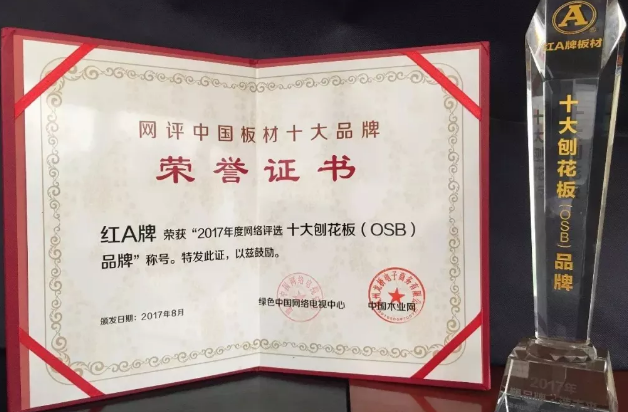 网评中国板材十大品牌
荣誉证书
红A牌 荣获“2017年度网络评选 十大刨花板（OSB）
品牌”称号。特发此证，以兹鼓励。
绿色中国网络电视中心 中国木业网
颁发日期：2017年8月
A
红A牌板材
十大刨花板（OSB）品牌
2017年